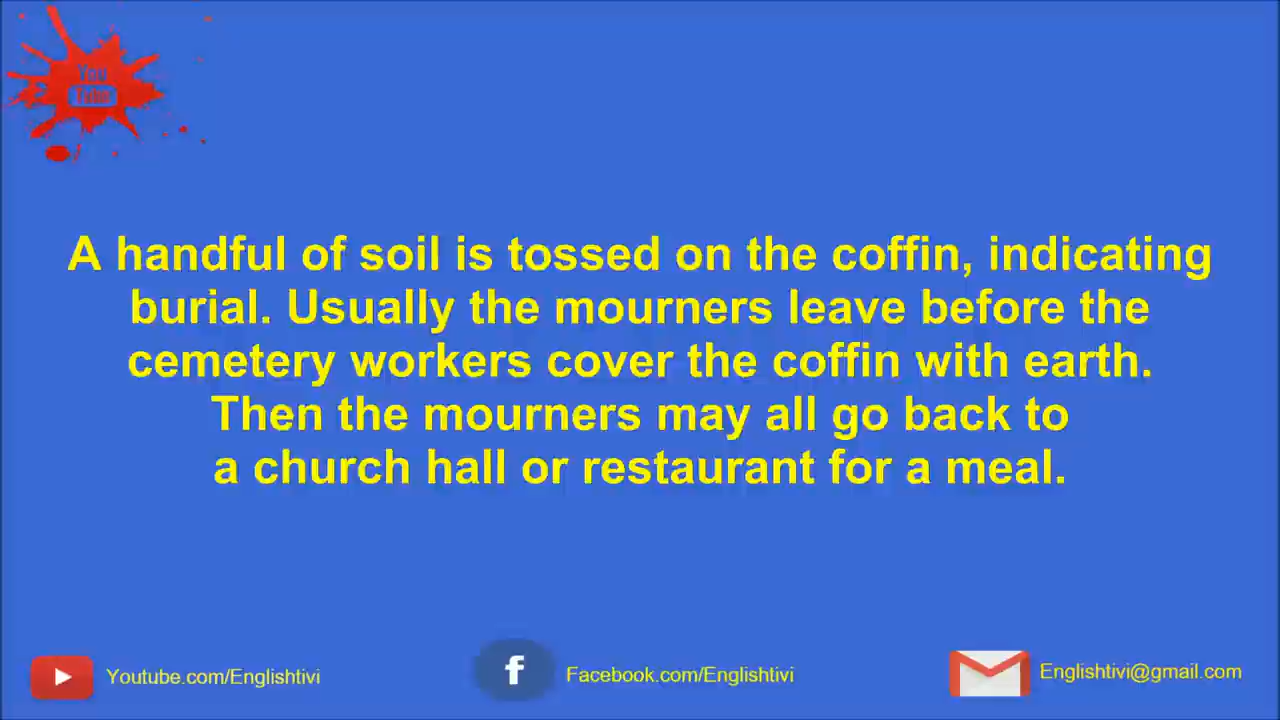 You
Tube
A handful of soil is tossed on the coffin, indicating
burial. Usually the mourners leave before the
cemetery workers cover the coffin with earth.
Then the mourners may all go back to
a church hall or restaurant for a meal.
Youtube.com/Englishtivi
f
Facebook.com/Englishtivi
Englishtivi@gmail.com